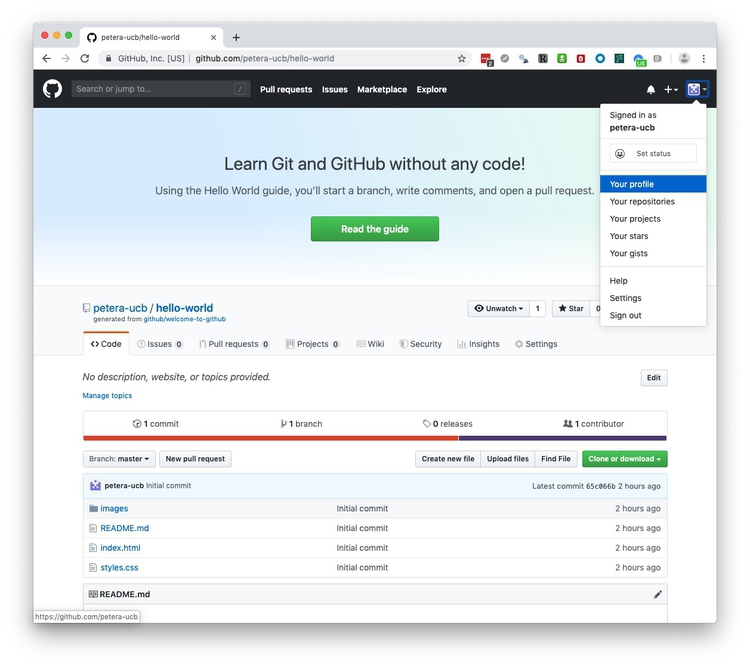 petera-ucb/hello-world
GitHub, Inc. [US] | github.com/petera-ucb/hello-world
2
US
Search or jump to... /
Pull requests Issues Marketplace Explore
Signed in as
petera-ucb
Set status
Your profile
Your repositories
Your projects
Your stars
Your gists
Help
Settings
Sign out
Learn Git and GitHub without any code!
Using the Hello World guide, you’ll start a branch, write comments, and open a pull request.
Read the guide
petera-ucb / hello-world
Unwatch 1 Star 0
generated from github/welcome-to-github
Code Issues 0 Pull requests 0 Projects 0 Wiki Security Insights Settings
No description, website, or topics provided.
Edit
Manage topics
1 commit 1 branch 0 releases 1 contributor
Branch: master New pull request Create new file Upload files Find File Clone or download
petera-ucb Initial commit Latest commit 65c066b 2 hours ago
images Initial commit 2 hours ago
README.md Initial commit 2 hours ago
index.html Initial commit 2 hours ago
styles.css Initial commit 2 hours ago
README.md
https://github.com/petera-ucb